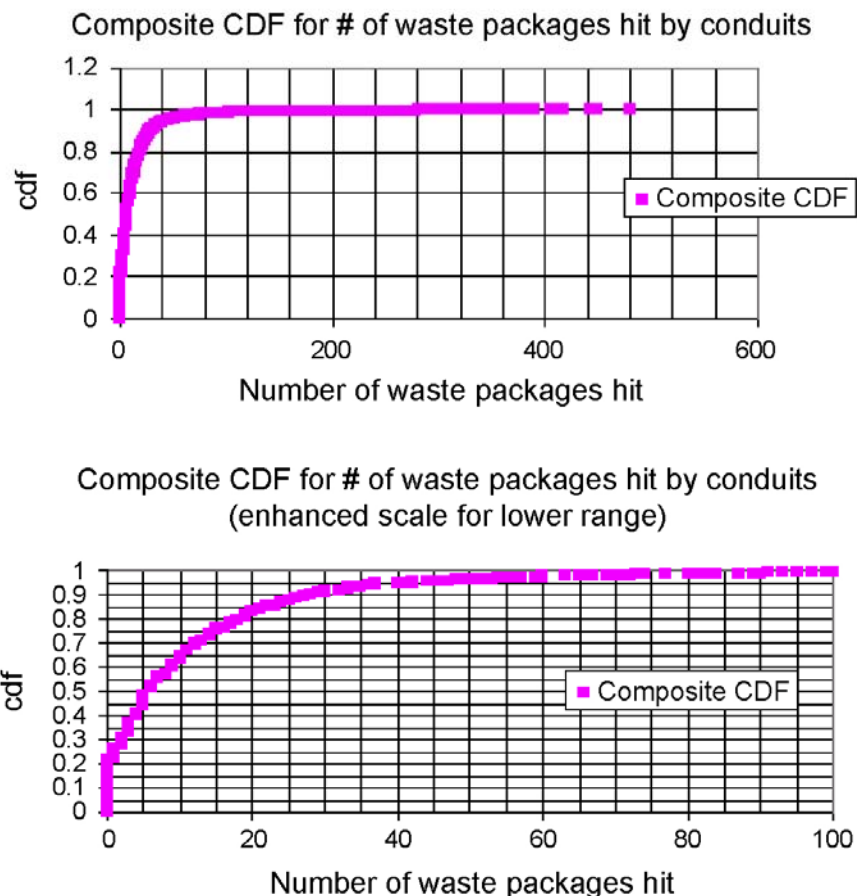 Composite CDF for # of waste packages hit by conduits
1.2
1
0.8
0.6
0.4
0.2
0
cdf
Composite CDF
0 200 400 600
Number of waste packages hit
Composite CDF for # of waste packages hit by conduits
(enhanced scale for lower range)
1
0.9
0.8
0.7
0.6
0.5
0.4
0.3
0.2
0.1
0
cdf
Composite CDF
0 20 40 60 80 100
Number of waste packages hit